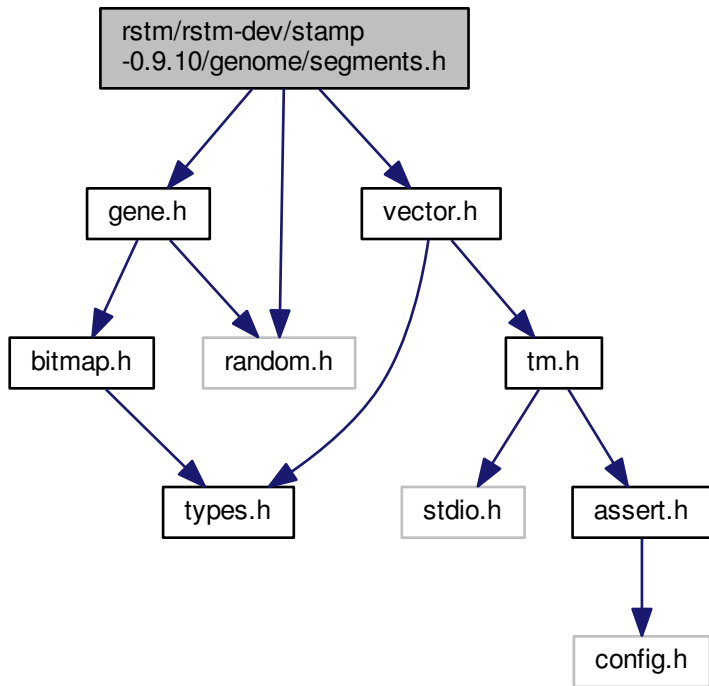 rstm/rstm-dev/stamp
-0.9.10/genome/segments.h
gene.h
vector.h
bitmap.h
random.h
tm.h
types.h
stdio.h
assert.h
config.h